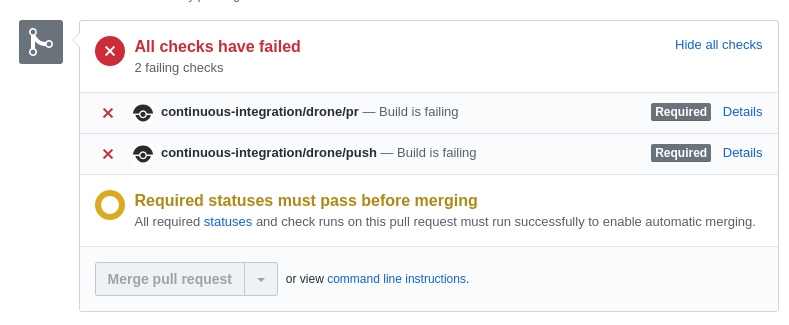 All checks have failed
Hide all checks
2 failing checks
continuous-integration/drone/pr — Build is failing
Required
Details
continuous-integration/drone/push — Build is failing
Required
Details
Required statuses must pass before merging
All required statuses and check runs on this pull request must run successfully to enable automatic merging.
Merge pull request
or view command line instructions.